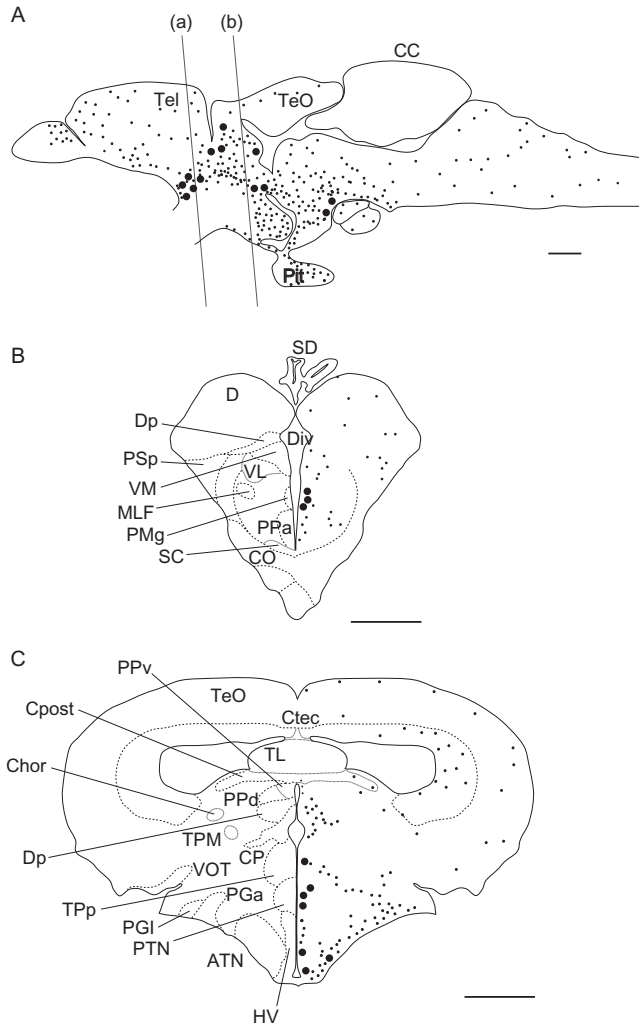 A
(a)
(b)
CC
Tel
TeO
Pit
B
SD
D
Dp
Div
PSp
VL
VM
MLF
PMg
PPa
SC
CO
C
PPv
TeO
Cpost
Ctec
TL
Chor
PPd
TPM
Dp
CP
VOT
TPp
PGa
PGl
PTN
ATN
HV